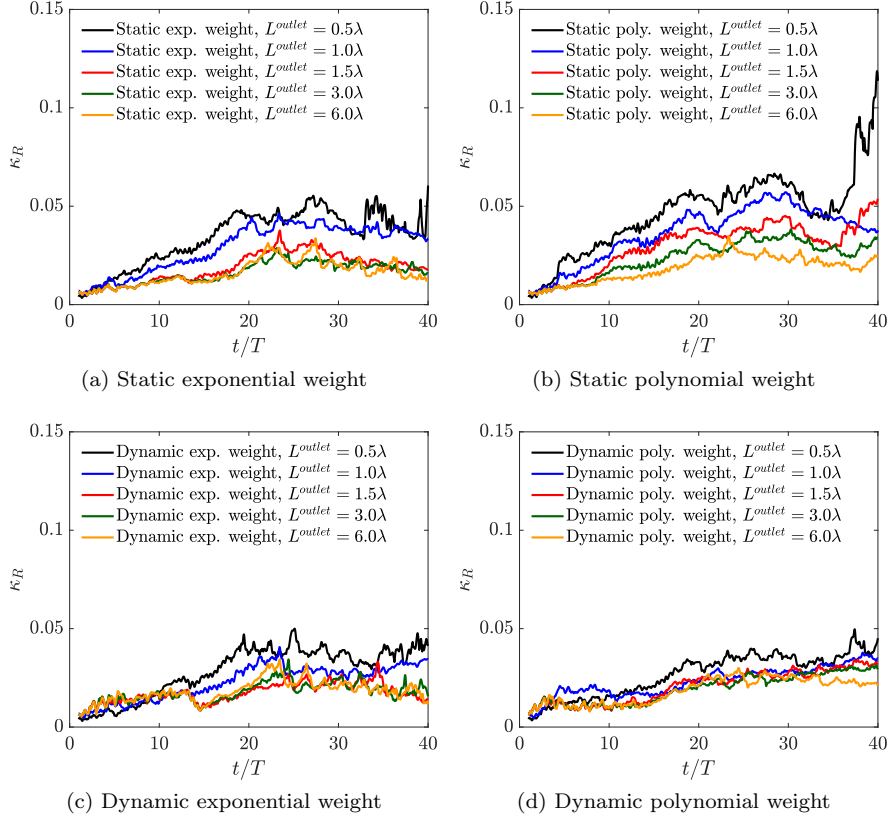 0.15
Static exp. weight, L^outlet = 0.5λ
Static exp. weight, L^outlet = 1.0λ
Static exp. weight, L^outlet = 1.5λ
Static exp. weight, L^outlet = 3.0λ
Static exp. weight, L^outlet = 6.0λ
0.1
κ_R
0.05
0
0 10 20 30 40
t/T
(a) Static exponential weight
0.15
Static poly. weight, L^outlet = 0.5λ
Static poly. weight, L^outlet = 1.0λ
Static poly. weight, L^outlet = 1.5λ
Static poly. weight, L^outlet = 3.0λ
Static poly. weight, L^outlet = 6.0λ
0.1
κ_R
0.05
0
0 10 20 30 40
t/T
(b) Static polynomial weight
0.15
Dynamic exp. weight, L^outlet = 0.5λ
Dynamic exp. weight, L^outlet = 1.0λ
Dynamic exp. weight, L^outlet = 1.5λ
Dynamic exp. weight, L^outlet = 3.0λ
Dynamic exp. weight, L^outlet = 6.0λ
0.1
κ_R
0.05
0
0 10 20 30 40
t/T
(c) Dynamic exponential weight
0.15
Dynamic poly. weight, L^outlet = 0.5λ
Dynamic poly. weight, L^outlet = 1.0λ
Dynamic poly. weight, L^outlet = 1.5λ
Dynamic poly. weight, L^outlet = 3.0λ
Dynamic poly. weight, L^outlet = 6.0λ
0.1
κ_R
0.05
0
0 10 20 30 40
t/T
(d) Dynamic polynomial weight